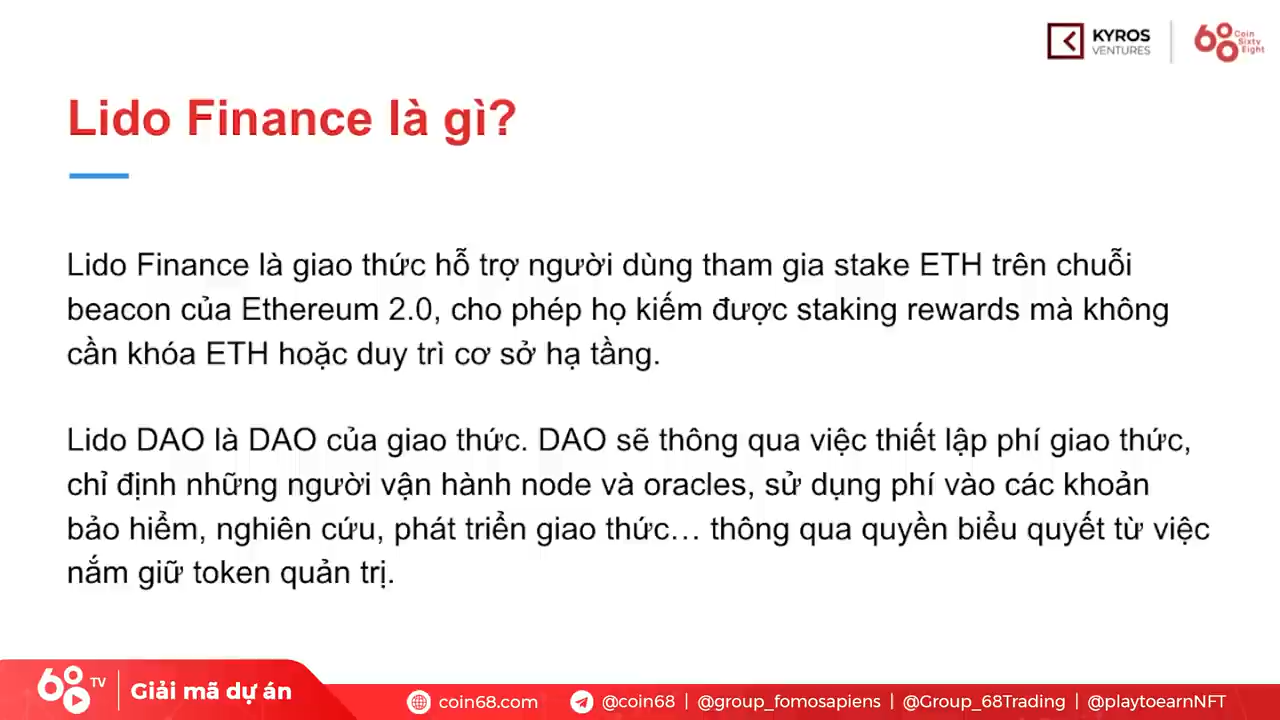 KYROS
VENTURES
68
Coin
Sixty
Eight
Lido Finance là gì?
Lido Finance là giao thức hỗ trợ người dùng tham gia stake ETH trên chuỗi
beacon của Ethereum 2.0, cho phép họ kiếm được staking rewards mà không
cần khóa ETH hoặc duy trì cơ sở hạ tầng.
Lido DAO là DAO của giao thức. DAO sẽ thông qua việc thiết lập phí giao thức,
chỉ định những người vận hành node và oracles, sử dụng phí vào các khoản
bảo hiểm, nghiên cứu, phát triển giao thức… thông qua quyền biểu quyết từ việc
nắm giữ token quản trị.
68 TV | Giải mã dự án
coin68.com @coin68 | @group_fomosapiens | @Group_68Trading | @playtoearnNFT